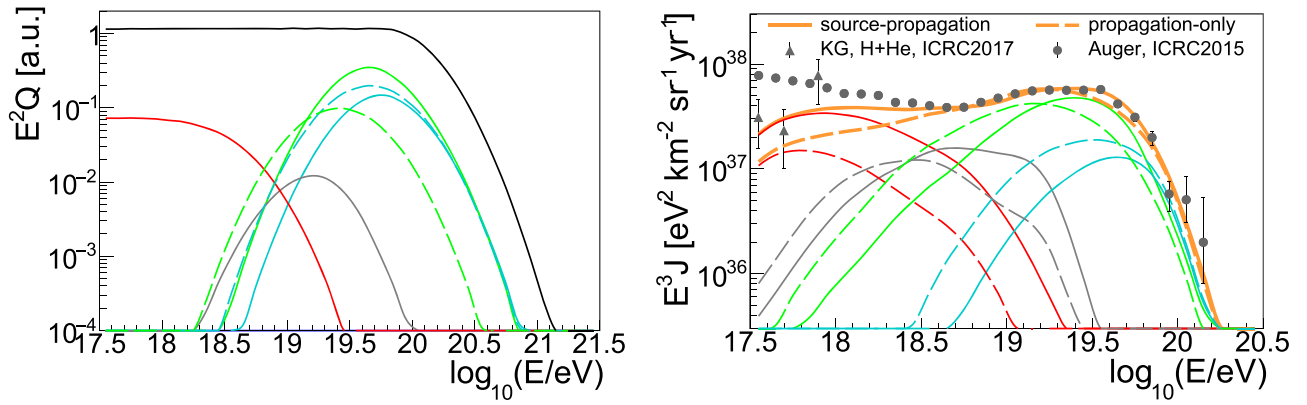 E²Q [a.u.]
1
10⁻¹
10⁻²
10⁻³
10⁻⁴
17.5 18 18.5 19 19.5 20 20.5 21 21.5
log₁₀(E/eV)
E³J [eV² km⁻² sr⁻¹ yr⁻¹]
source-propagation propagation-only
KG, H+He, ICRC2017 Auger, ICRC2015
10³⁸
10³⁷
10³⁶
17.5 18 18.5 19 19.5 20 20.5
log₁₀(E/eV)